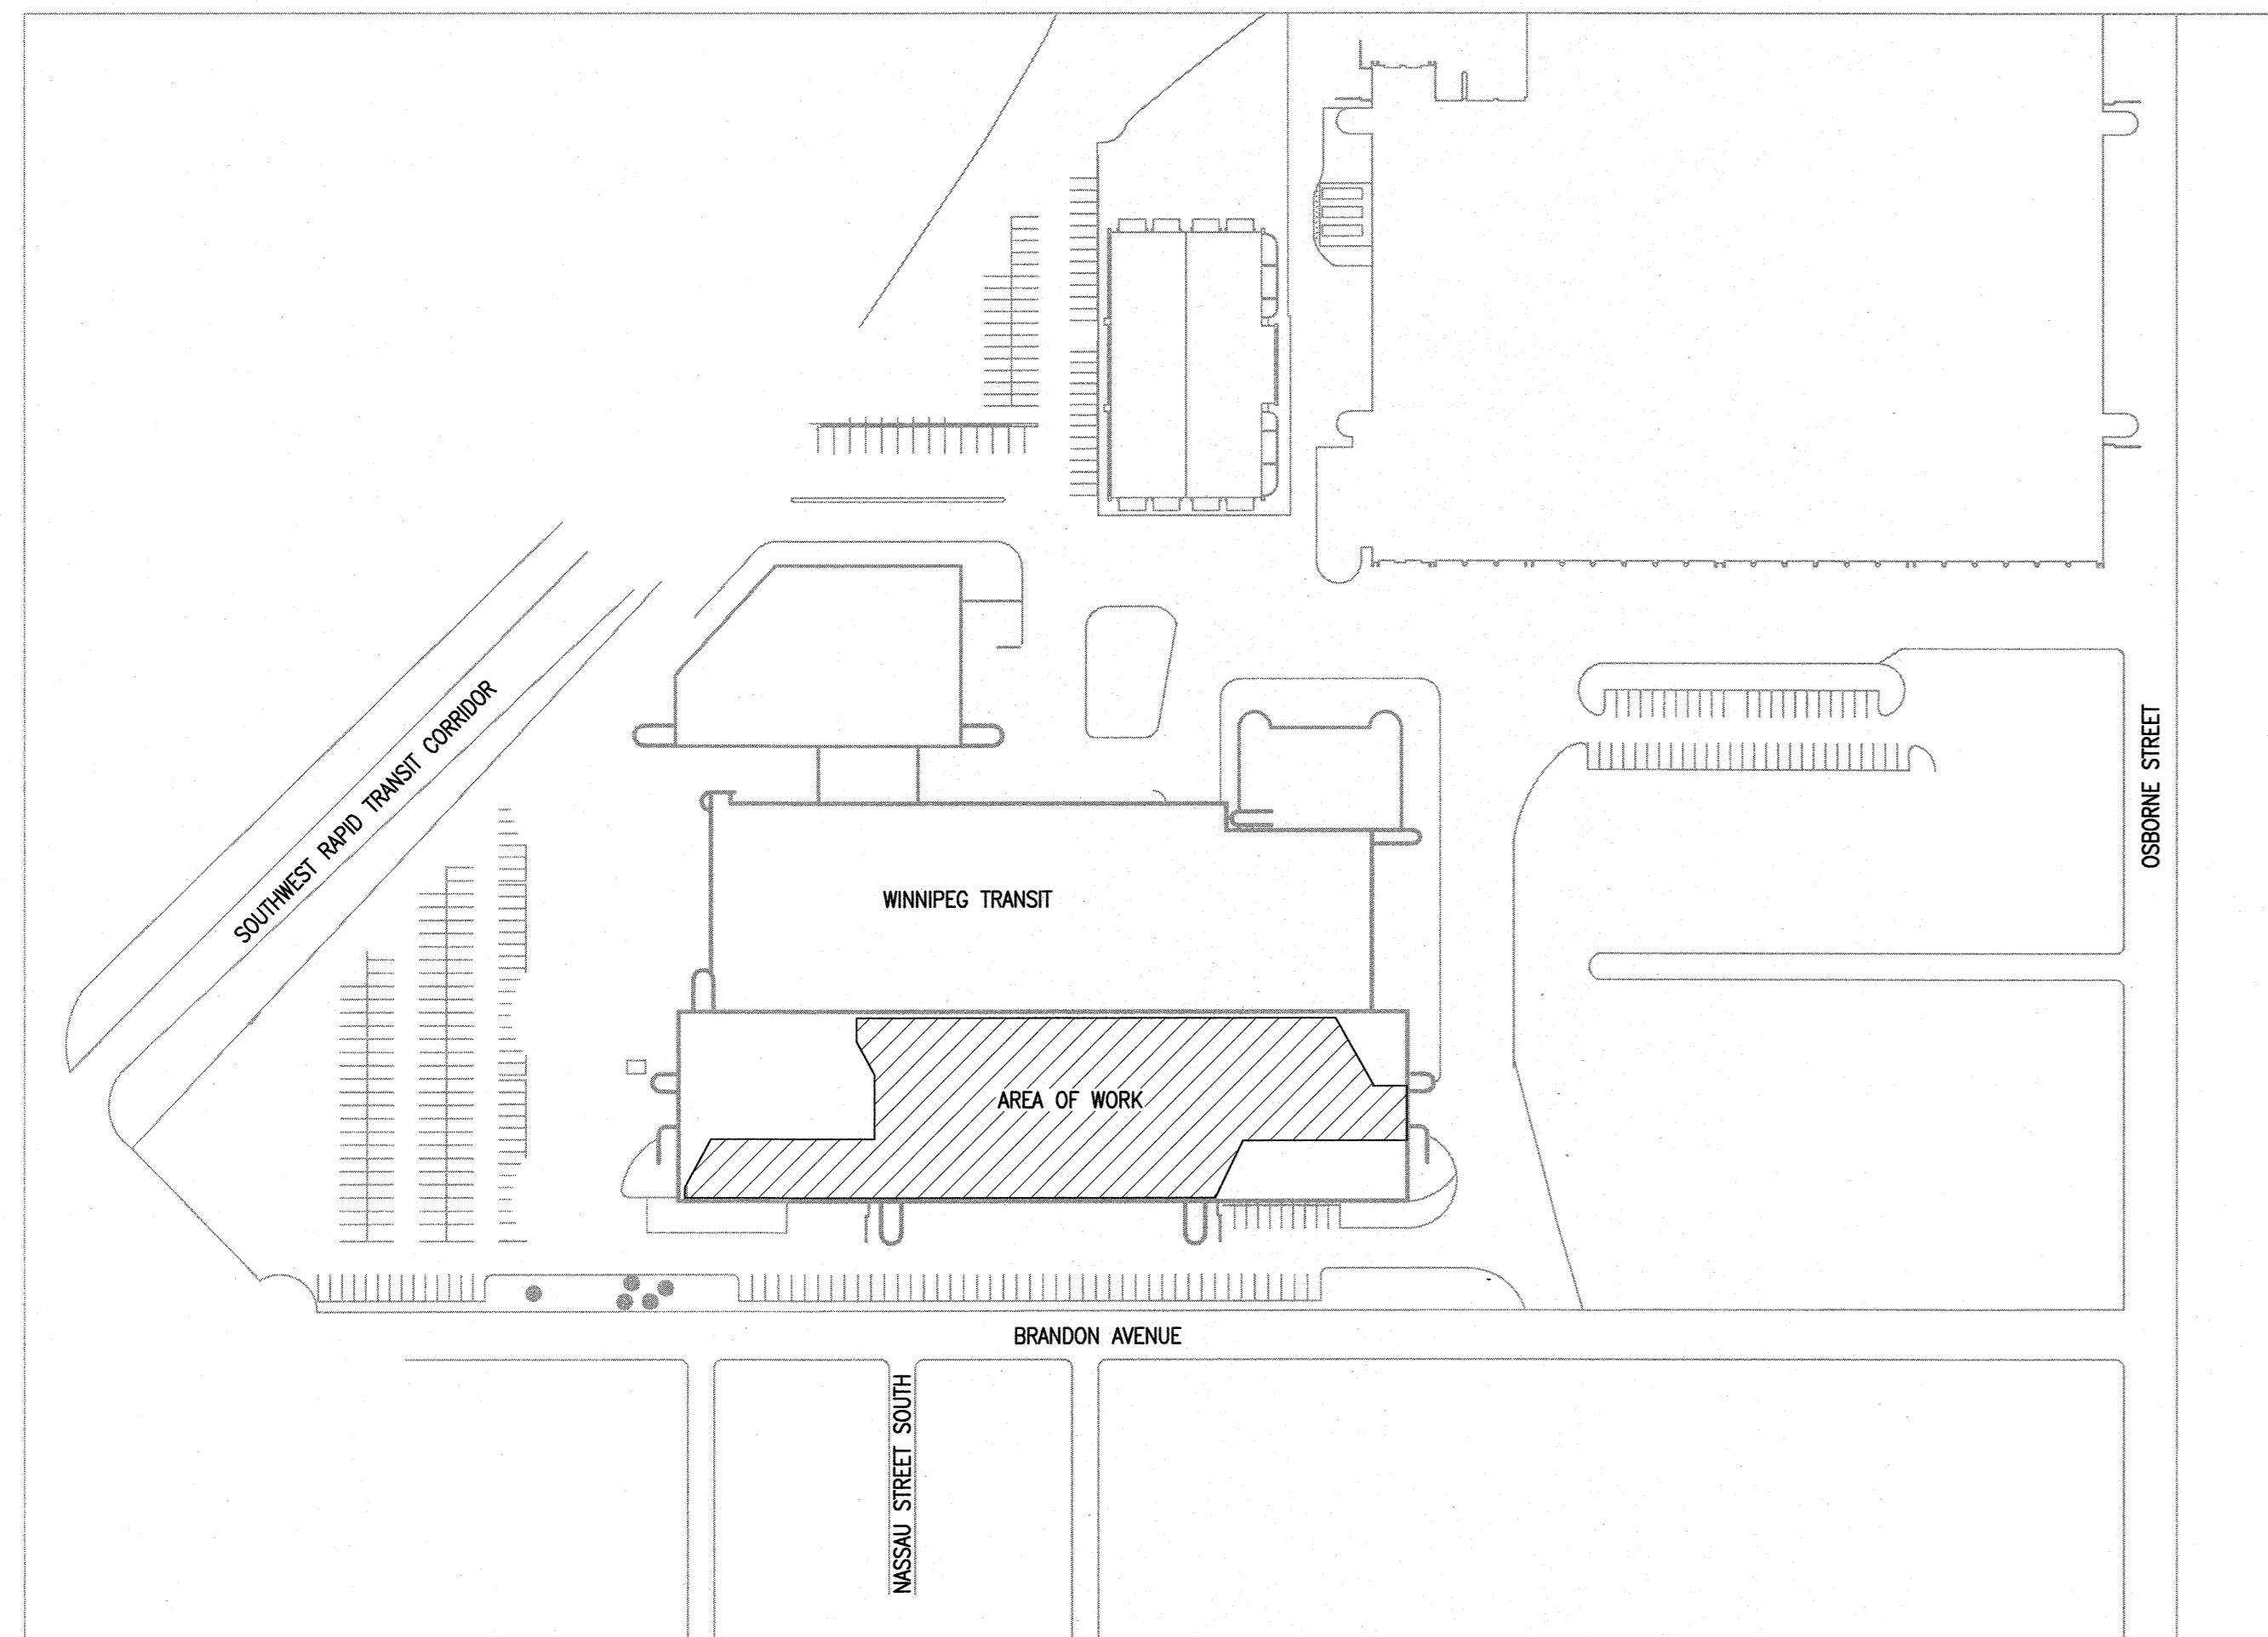 SOUTHWEST RAPID TRANSIT CORRIDOR
OSBORNE STREET
WINNIPEG TRANSIT
AREA OF WORK
BRANDON AVENUE
NASSAU STREET SOUTH